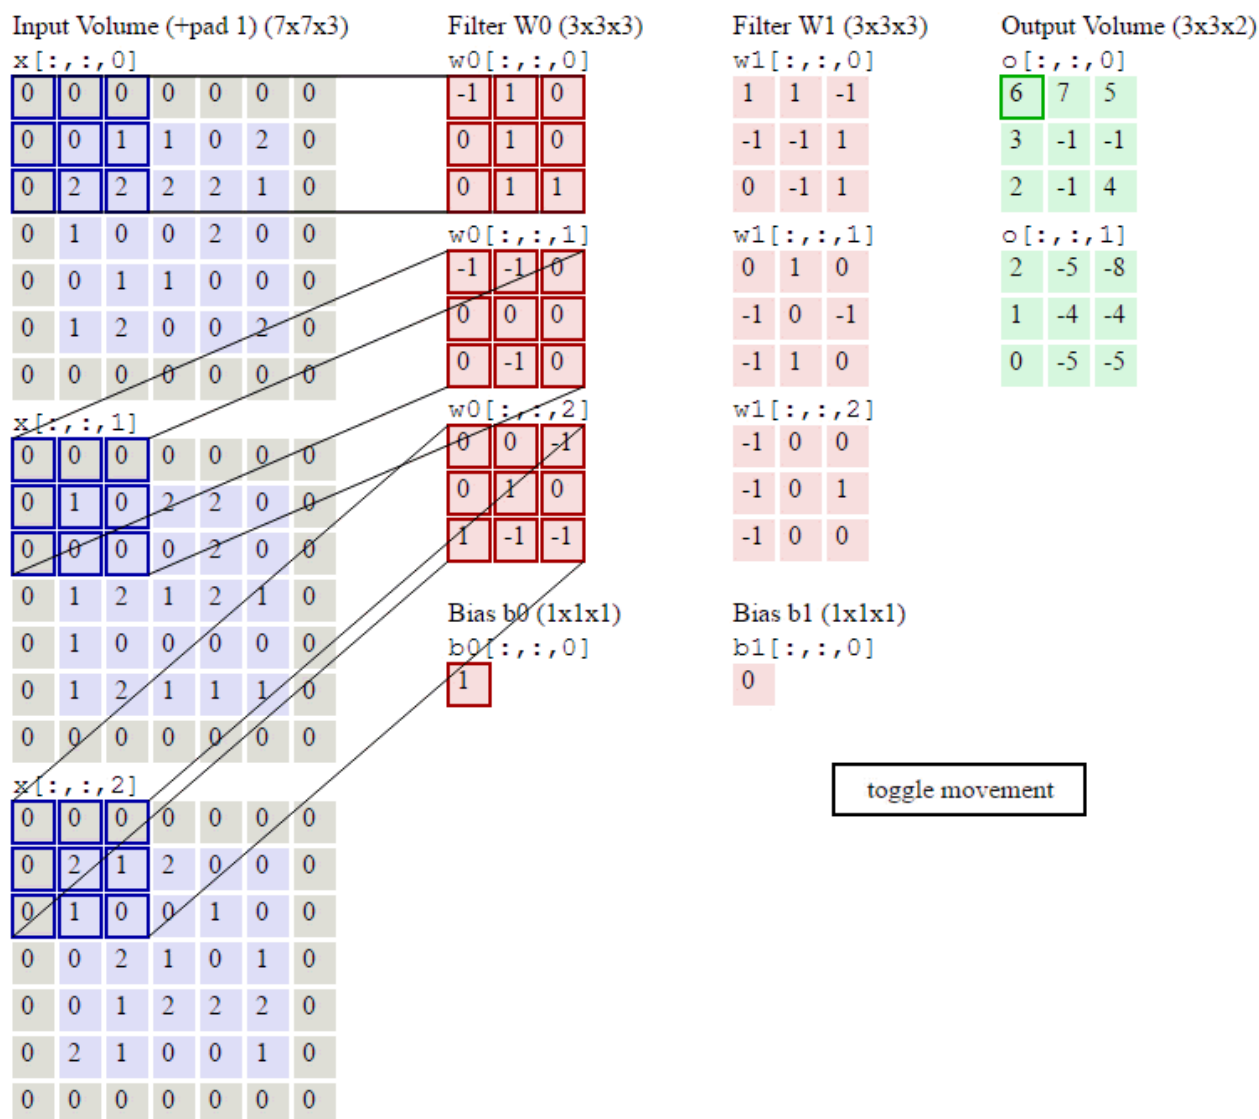 Input Volume (+pad 1) (7x7x3) Filter W0 (3x3x3) Filter W1 (3x3x3) Output Volume (3x3x2)
x[:,:,0] w0[:,:,0] w1[:,:,0] o[:,:,0]
0 0 0 0 0 0 0 -1 1 0 1 1 -1 6 7 5
0 0 1 1 0 2 0 0 1 0 -1 -1 1 3 -1 -1
0 2 2 2 2 1 0 0 1 1 0 -1 1 2 -1 4
0 1 0 0 2 0 0 w0[:,:,1] w1[:,:,1] o[:,:,1]
0 0 1 1 0 0 0 -1 -1 0 0 1 0 2 -5 -8
0 1 2 0 0 2 0 0 0 0 -1 0 -1 1 -4 -4
0 0 0 0 0 0 0 0 -1 0 -1 1 0 0 -5 -5
x[:,:,1] w0[:,:,2] w1[:,:,2]
0 0 0 0 0 0 0 0 0 -1 -1 0 0
0 1 0 2 2 0 0 0 1 0 -1 0 1
0 0 0 0 2 0 0 1 -1 -1 -1 0 0
0 1 2 1 2 1 0 Bias b0 (1x1x1) Bias b1 (1x1x1)
0 1 0 0 0 0 0 b0[:,:,0] b1[:,:,0]
0 1 2 1 1 1 0 1 0
0 0 0 0 0 0 0
x[:,:,2] toggle movement
0 0 0 0 0 0 0
0 2 1 2 0 0 0
0 1 0 0 1 0 0
0 0 2 1 0 1 0
0 0 1 2 2 2 0
0 2 1 0 0 1 0
0 0 0 0 0 0 0